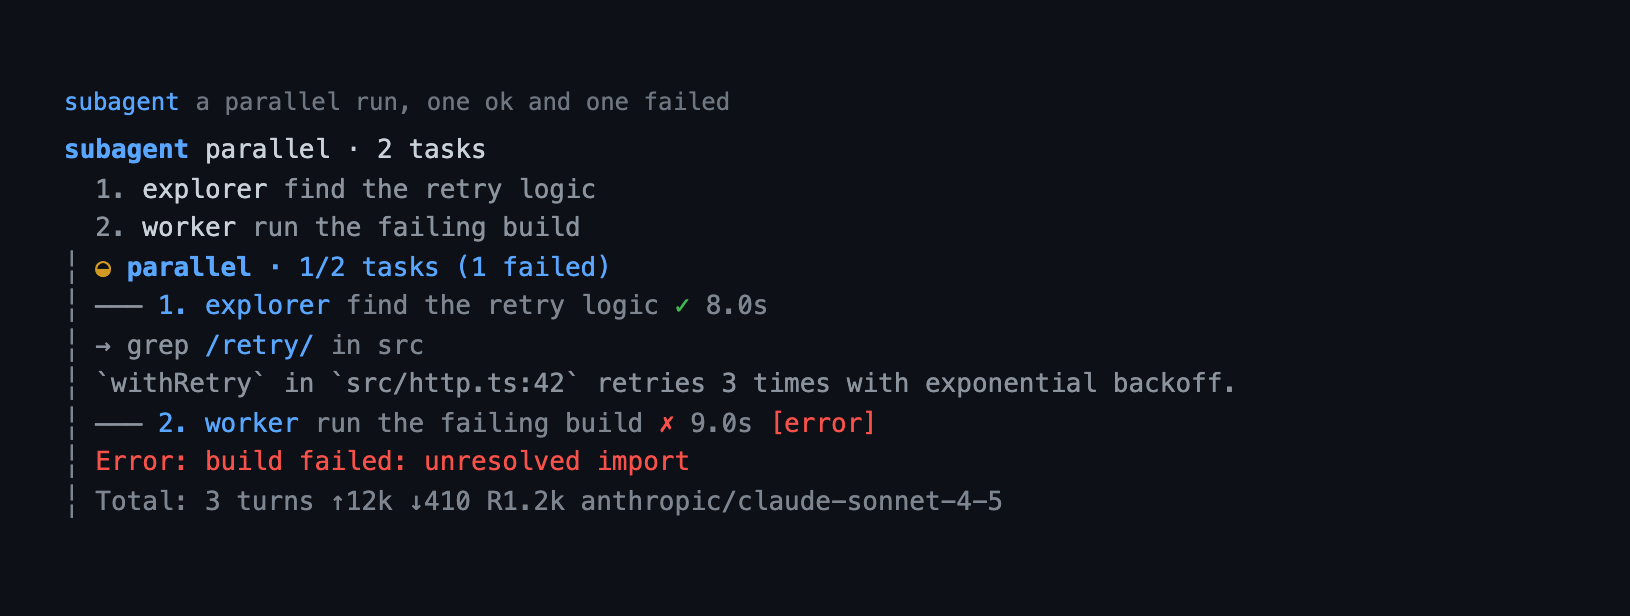 subagent a parallel run, one ok and one failed
subagent parallel · 2 tasks
1. explorer find the retry logic
2. worker run the failing build
◒ parallel · 1/2 tasks (1 failed)
─── 1. explorer find the retry logic ✓ 8.0s
→ grep /retry/ in src
`withRetry` in `src/http.ts:42` retries 3 times with exponential backoff.
─── 2. worker run the failing build ✗ 9.0s [error]
Error: build failed: unresolved import
Total: 3 turns ↑12k ↓410 R1.2k anthropic/claude-sonnet-4-5